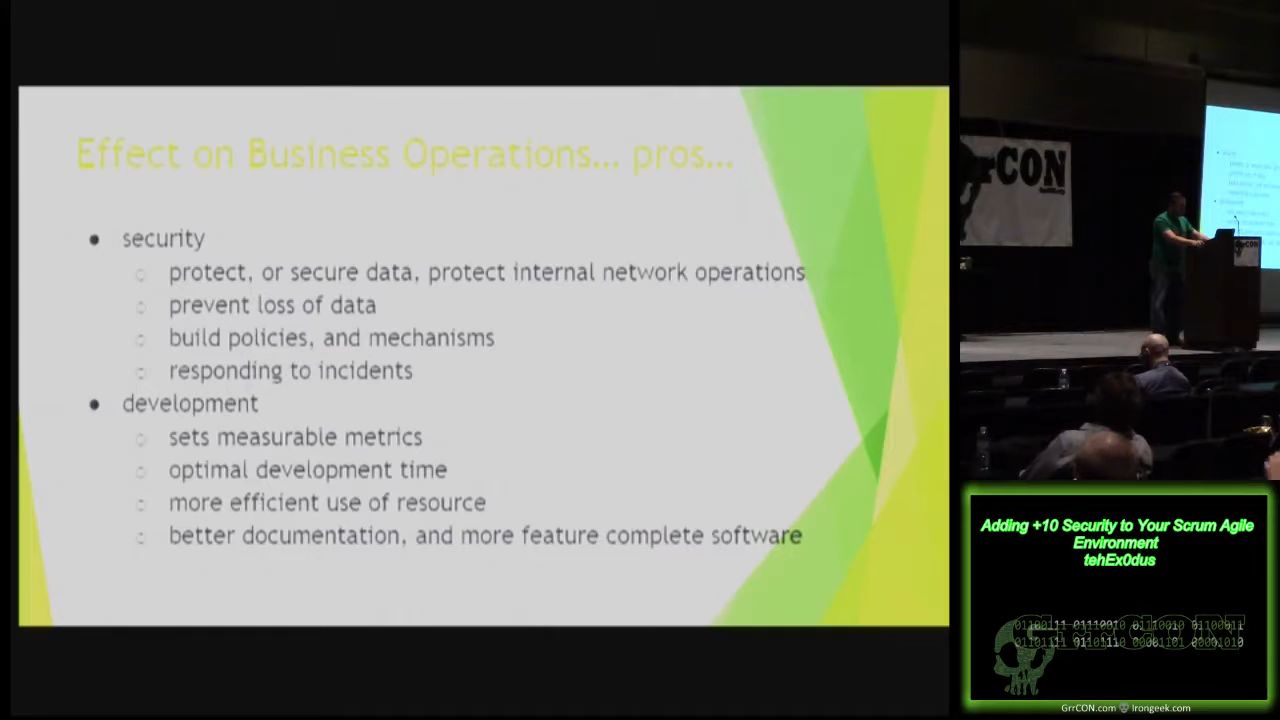 Effect on Business Operations... pros...
● security
○ protect, or secure data, protect internal network operations
○ prevent loss of data
○ build policies, and mechanisms
○ responding to incidents
● development
○ sets measurable metrics
○ optimal development time
○ more efficient use of resource
○ better documentation, and more feature complete software
CON
Adding +10 Security to Your Scrum Agile
Environment
tehEx0dus
GrrCON
GrrCON.com Irongeek.com